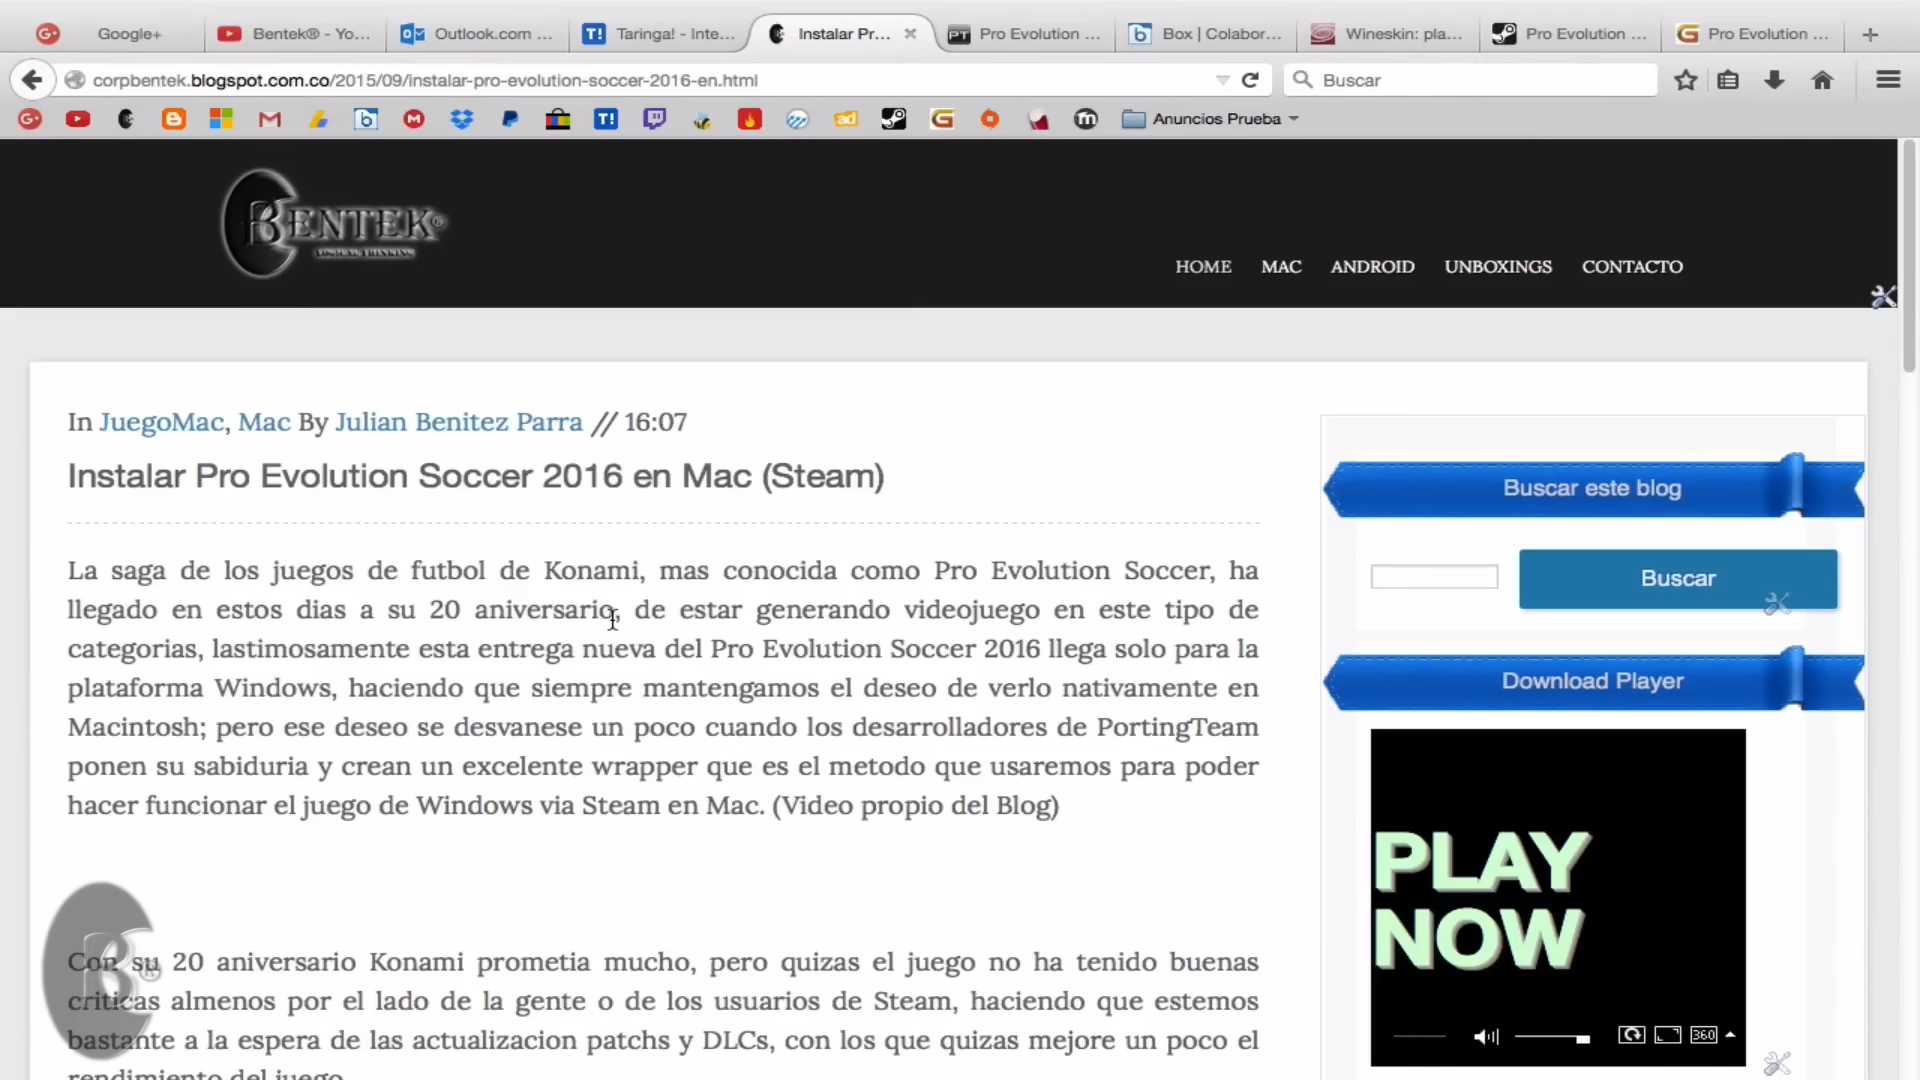 Google+
Bentek® - Yo...
Outlook.com ...
Taringa! - Inte...
Instalar Pr...
Pro Evolution ...
Box | Colabor...
Wineskin: pla...
Pro Evolution ...
Pro Evolution ...
corpbentek.blogspot.com.co/2015/09/instalar-pro-evolution-soccer-2016-en.html
Buscar
Anuncios Prueba
BENTEK®
LOGICAL THINKING
HOME MAC ANDROID UNBOXINGS CONTACTO
In JuegoMac, Mac By Julian Benitez Parra // 16:07
Instalar Pro Evolution Soccer 2016 en Mac (Steam)
La saga de los juegos de futbol de Konami, mas conocida como Pro Evolution Soccer, ha
llegado en estos dias a su 20 aniversario, de estar generando videojuego en este tipo de
categorias, lastimosamente esta entrega nueva del Pro Evolution Soccer 2016 llega solo para la
plataforma Windows, haciendo que siempre mantengamos el deseo de verlo nativamente en
Macintosh; pero ese deseo se desvanese un poco cuando los desarrolladores de PortingTeam
ponen su sabiduria y crean un excelente wrapper que es el metodo que usaremos para poder
hacer funcionar el juego de Windows via Steam en Mac. (Video propio del Blog)
Con su 20 aniversario Konami prometia mucho, pero quizas el juego no ha tenido buenas
criticas almenos por el lado de la gente o de los usuarios de Steam, haciendo que estemos
bastante a la espera de las actualizacion patchs y DLCs, con los que quizas mejore un poco el
rendimiento del juego.
Buscar este blog
Buscar
Download Player
PLAY
NOW
360